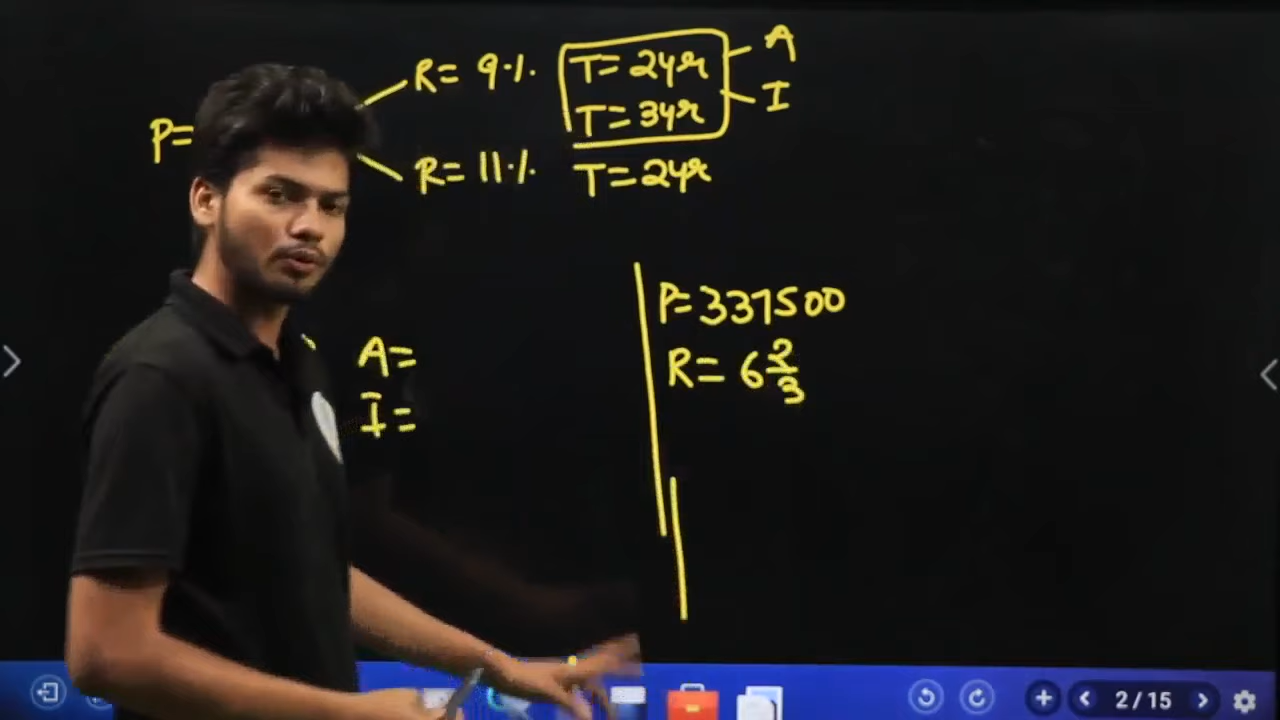 R= 9% T= 2yr A
T= 3yr I
P=
R= 11% T= 2yr
P= 337500
R= 6 2/3
A=
I=
2 / 15